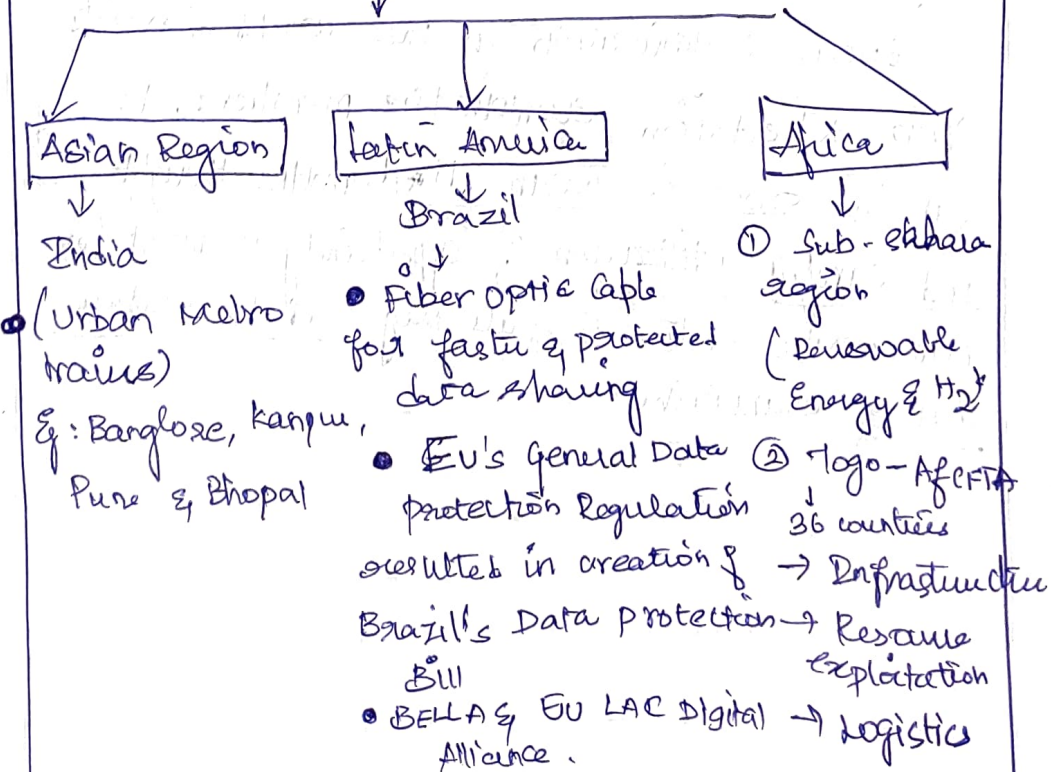 Asian Region
India
(Urban Metro
trains)
Eg: Banglore, Kanpur,
Pune & Bhopal
Latin America
Brazil
Fiber optic Cable
for faster & protected
data sharing
EU's General Data
Protection Regulation
resulted in creation of
Brazil's Data protection
Bill
BELLA & EU LAC Digital
Alliance.
Africa
① Sub-Sahara
region
(Renewable
Energy & H2)
② Togo-AfCFTA
36 countries
→ Infrastructure
→ Resource
exploitation
→ Logistics